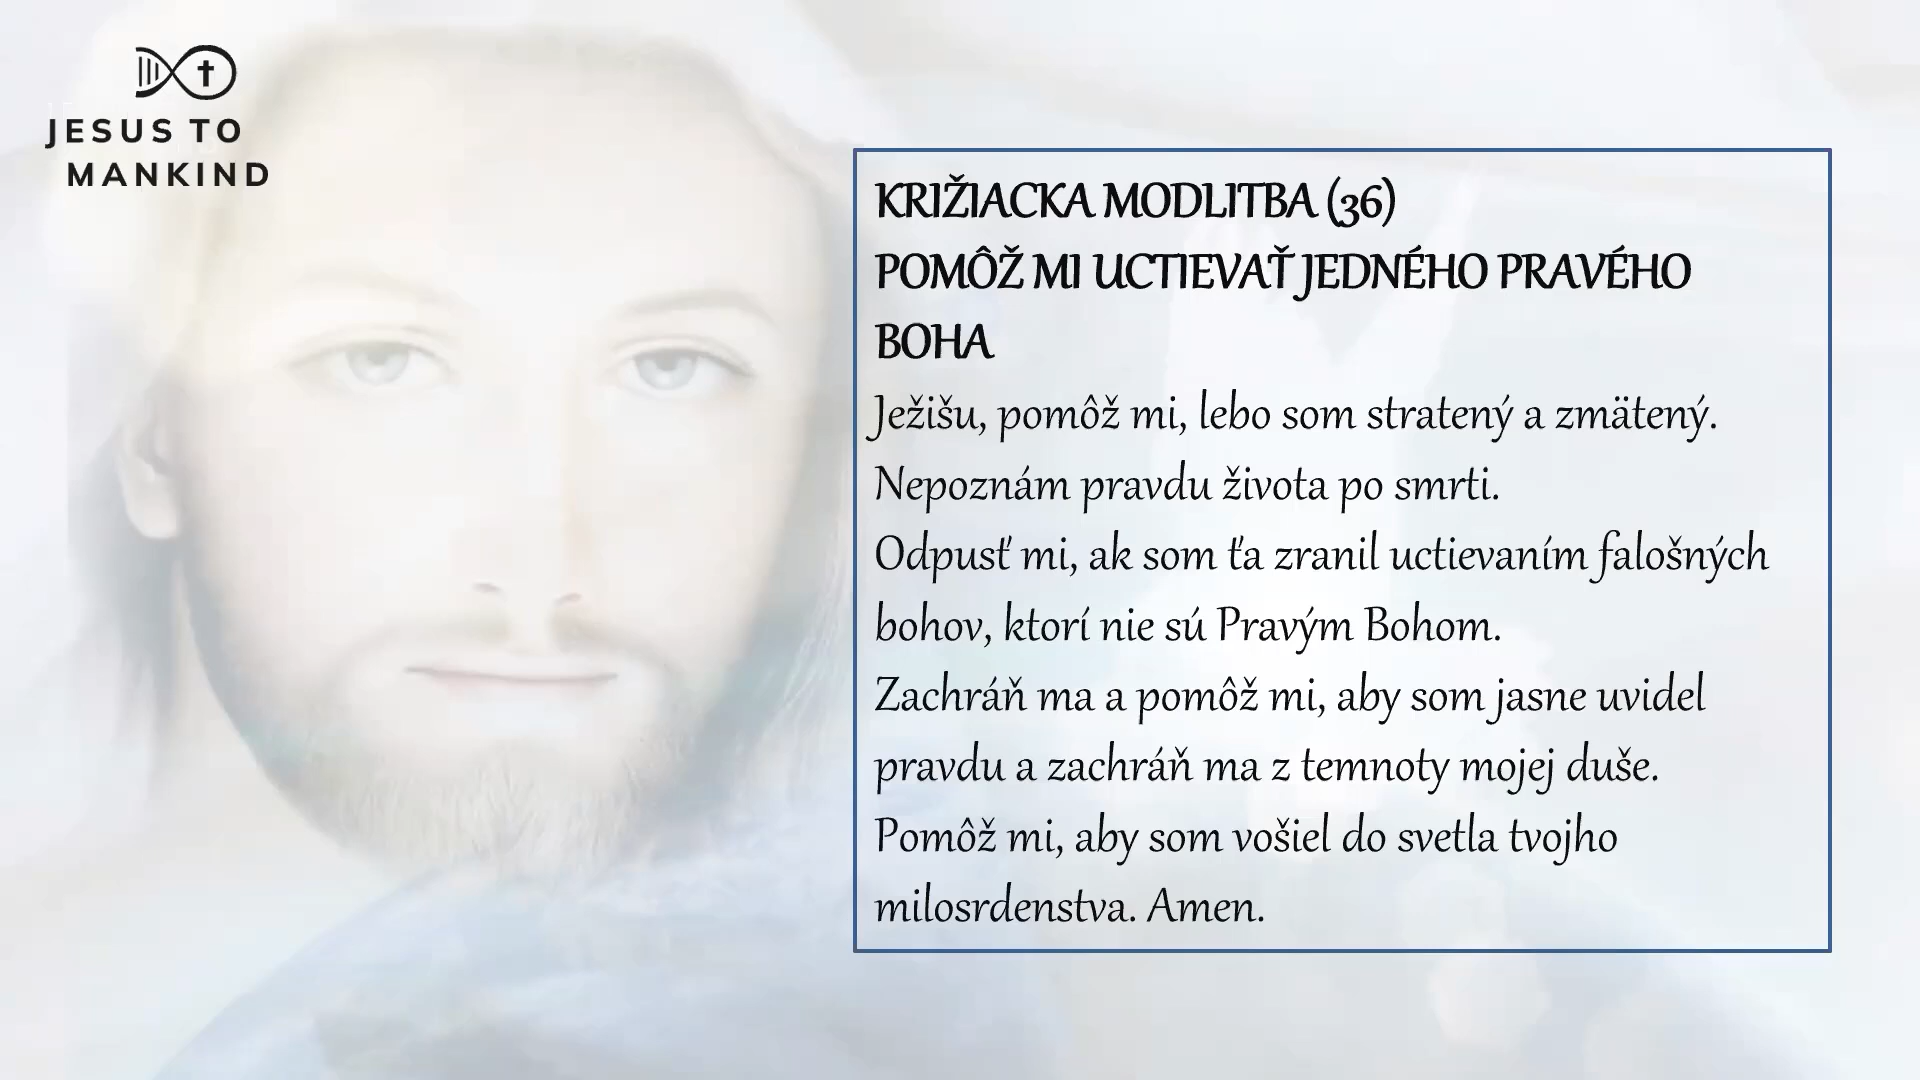 JESUS TO
MANKIND
KRIŽIACKA MODLITBA (36)
POMÔŽ MI UCTIEVAŤ JEDNÉHO PRAVÉHO
BOHA
Ježišu, pomôž mi, lebo som stratený a zmätený.
Nepoznám pravdu života po smrti.
Odpusť mi, ak som ťa zranil uctievaním falošných
bohov, ktorí nie sú Pravým Bohom.
Zachráň ma a pomôž mi, aby som jasne uvidel
pravdu a zachráň ma z temnoty mojej duše.
Pomôž mi, aby som vošiel do svetla tvojho
milosrdenstva. Amen.